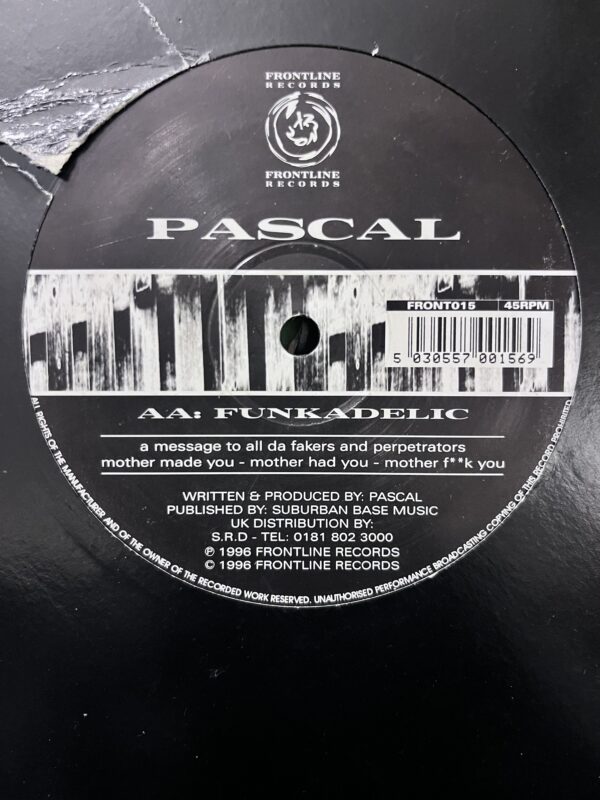 FRONTLINE
RECORDS
FRONTLINE
RECORDS
PASCAL
FRONT015 45RPM
5 030557 001569
AA: FUNKADELIC
a message to all da fakers and perpetrators
mother made you - mother had you - mother f**k you
WRITTEN & PRODUCED BY: PASCAL
PUBLISHED BY: SUBURBAN BASE MUSIC
UK DISTRIBUTION BY:
S.R.D - TEL: 0181 802 3000
℗ 1996 FRONTLINE RECORDS
© 1996 FRONTLINE RECORDS
ALL RIGHTS OF THE MANUFACTURER AND OF THE OWNER OF THE RECORDED WORK RESERVED. UNAUTHORISED PERFORMANCE BROADCASTING COPYING OF THIS RECORD PROHIBITED